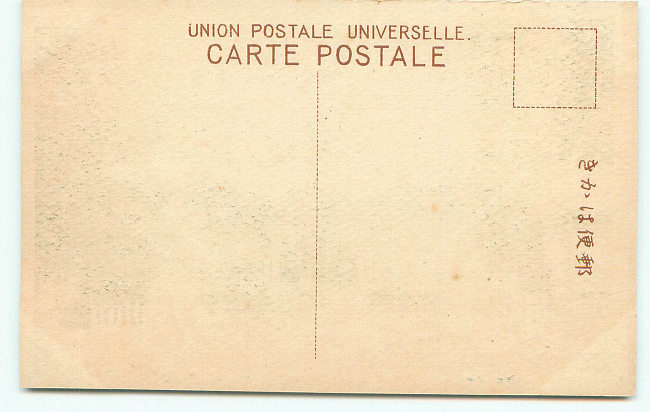 UNION POSTALE UNIVERSELLE.
CARTE POSTALE
郵便はかき